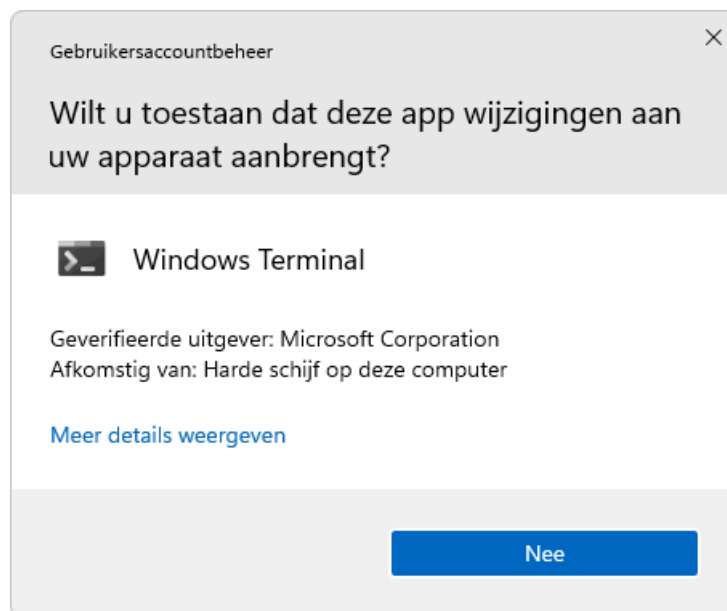 Gebruikersaccountbeheer
Wilt u toestaan dat deze app wijzigingen aan
uw apparaat aanbrengt?
Windows Terminal
Geverifieerde uitgever: Microsoft Corporation
Afkomstig van: Harde schijf op deze computer
Meer details weergeven
Nee